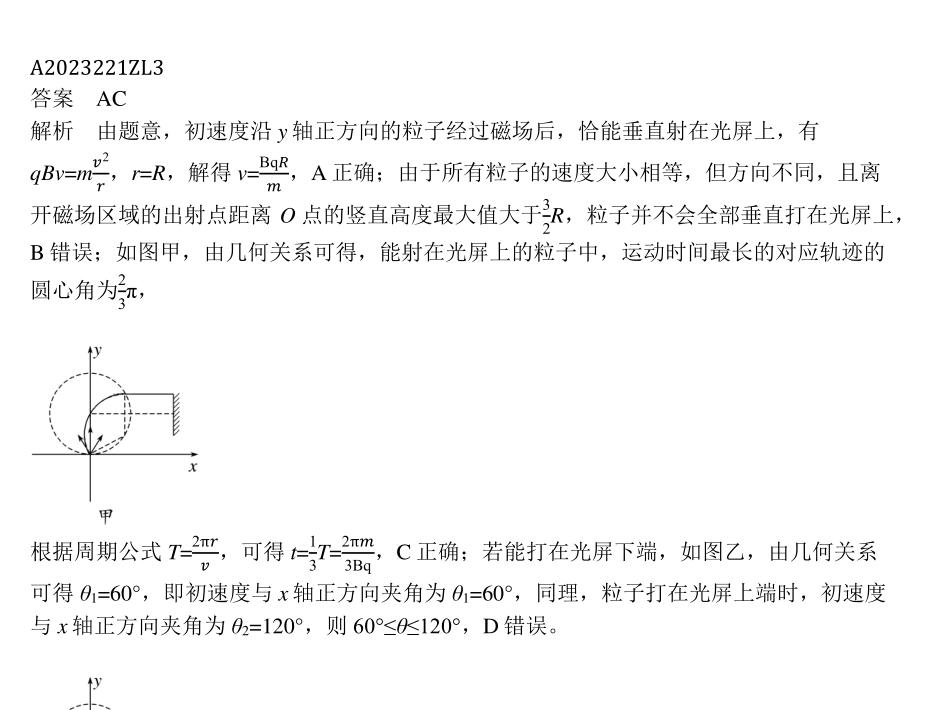 A2023221ZL3
答案 AC
解析 由题意，初速度沿 y 轴正方向的粒子经过磁场后，恰能垂直射在光屏上，有
qBv=m\frac{v^2}{r}，r=R，解得 v=\frac{BqR}{m}，A 正确；由于所有粒子的速度大小相等，但方向不同，且离
开磁场区域的出射点距离 O 点的竖直高度最大值大于\frac{3}{2}R，粒子并不会全部垂直打在光屏上，
B 错误；如图甲，由几何关系可得，能射在光屏上的粒子中，运动时间最长的对应轨迹的
圆心角为\frac{2}{3}π，
y
x
甲
根据周期公式 T=\frac{2πr}{v}，可得 t=\frac{1}{3}T=\frac{2πm}{3Bq}，C 正确；若能打在光屏下端，如图乙，由几何关系
可得 θ₁=60°，即初速度与 x 轴正方向夹角为 θ₁=60°，同理，粒子打在光屏上端时，初速度
与 x 轴正方向夹角为 θ₂=120°，则 60°≤θ≤120°，D 错误。
y